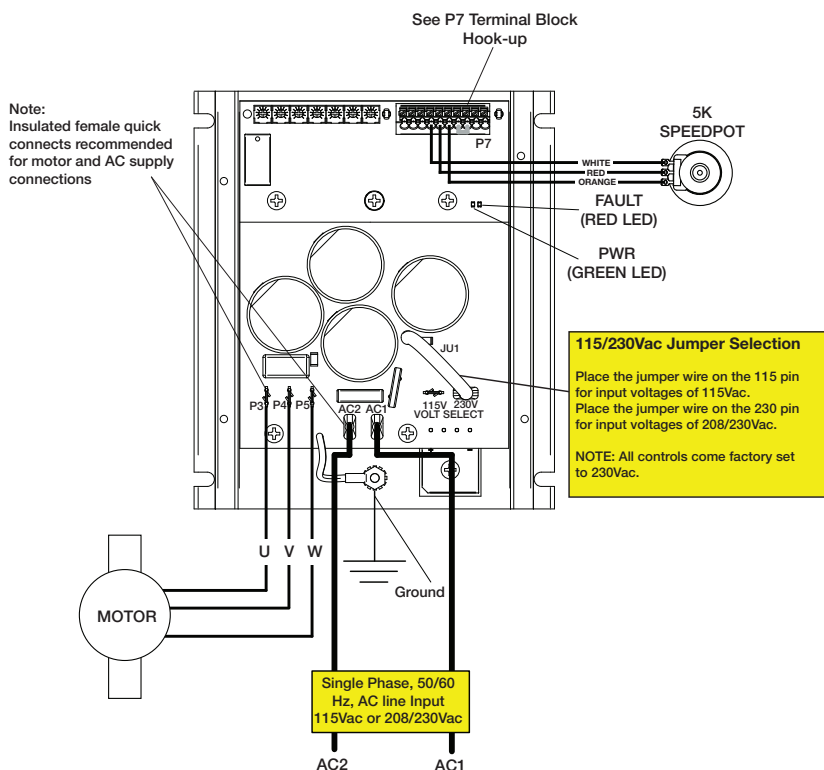 See P7 Terminal Block
Hook-up
Note:
Insulated female quick
connects recommended
for motor and AC supply
connections
P7
5K
SPEEDPOT
WHITE
RED
ORANGE
FAULT
(RED LED)
PWR
(GREEN LED)
JU1
115/230Vac Jumper Selection
Place the jumper wire on the 115 pin
for input voltages of 115Vac.
Place the jumper wire on the 230 pin
for input voltages of 208/230Vac.
NOTE: All controls come factory set
to 230Vac.
P3 P4 P5
AC2 AC1
115V 230V
VOLT SELECT
U V W
Ground
MOTOR
Single Phase, 50/60
Hz, AC line Input
115Vac or 208/230Vac
AC2 AC1